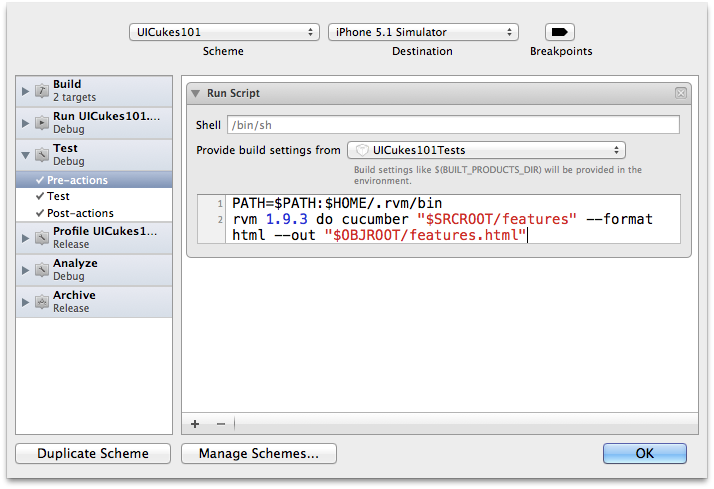 UICukes101
iPhone 5.1 Simulator
Scheme
Destination
Breakpoints
Build
2 targets
Run UICukes101....
Debug
Test
Debug
Pre-actions
Test
Post-actions
Profile UICukes1...
Release
Analyze
Debug
Archive
Release
Run Script
Shell /bin/sh
Provide build settings from UICukes101Tests
Build settings like $(BUILT_PRODUCTS_DIR) will be provided in the
environment.
1 PATH=$PATH:$HOME/.rvm/bin
2 rvm 1.9.3 do cucumber "$SRCROOT/features" --format
html --out "$OBJROOT/features.html"
Duplicate Scheme
Manage Schemes...
OK